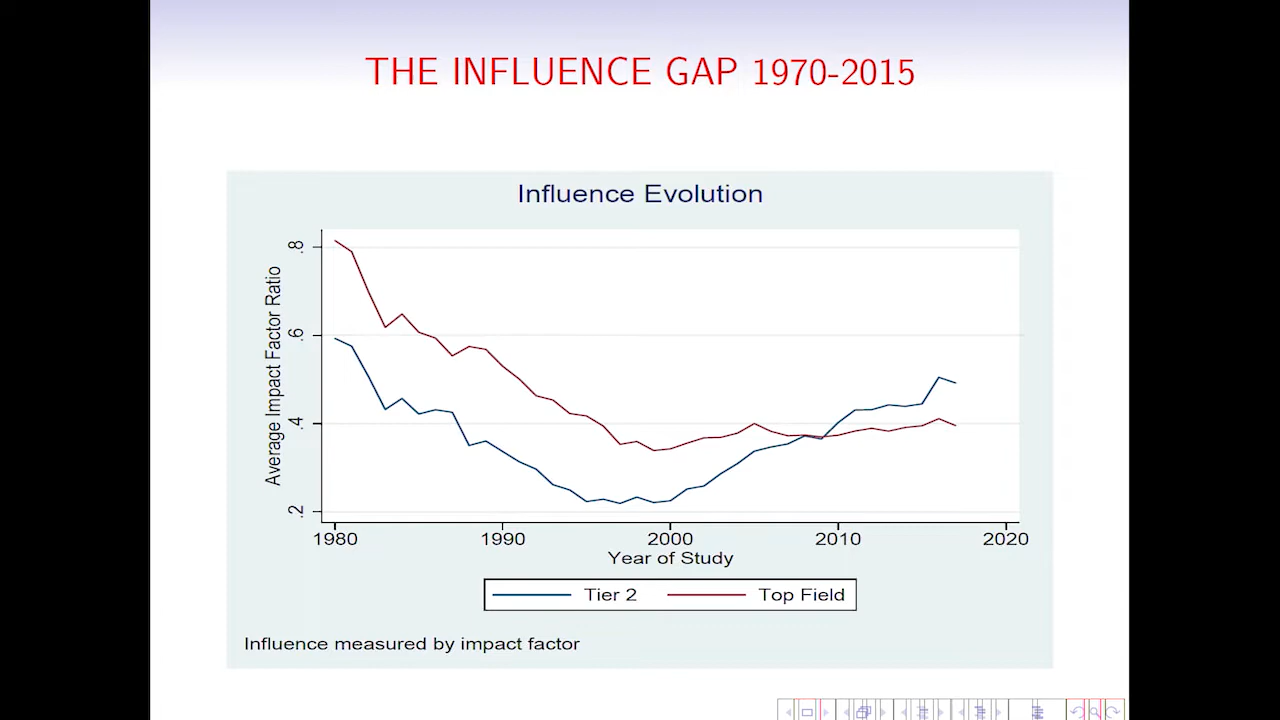 THE INFLUENCE GAP 1970-2015
Influence Evolution
Average Impact Factor Ratio
.8
.6
.4
.2
1980 1990 2000 2010 2020
Year of Study
Tier 2 Top Field
Influence measured by impact factor